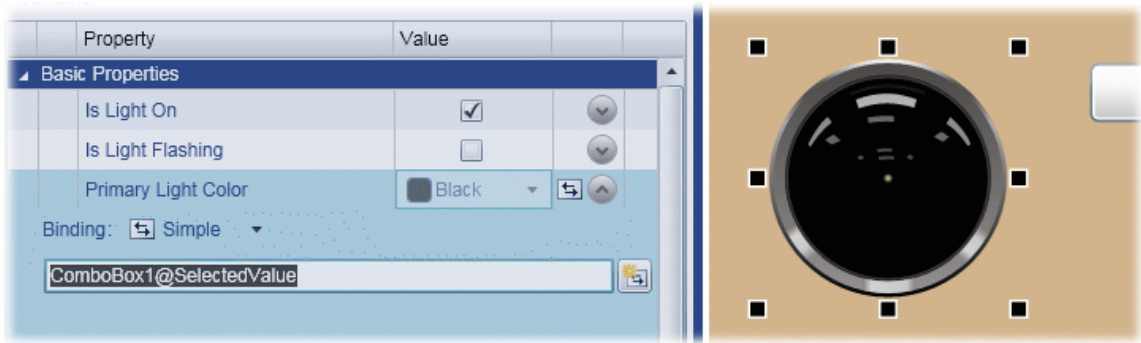 Property Value
Basic Properties
Is Light On
Is Light Flashing
Primary Light Color Black
Binding: Simple
ComboBox1@SelectedValue